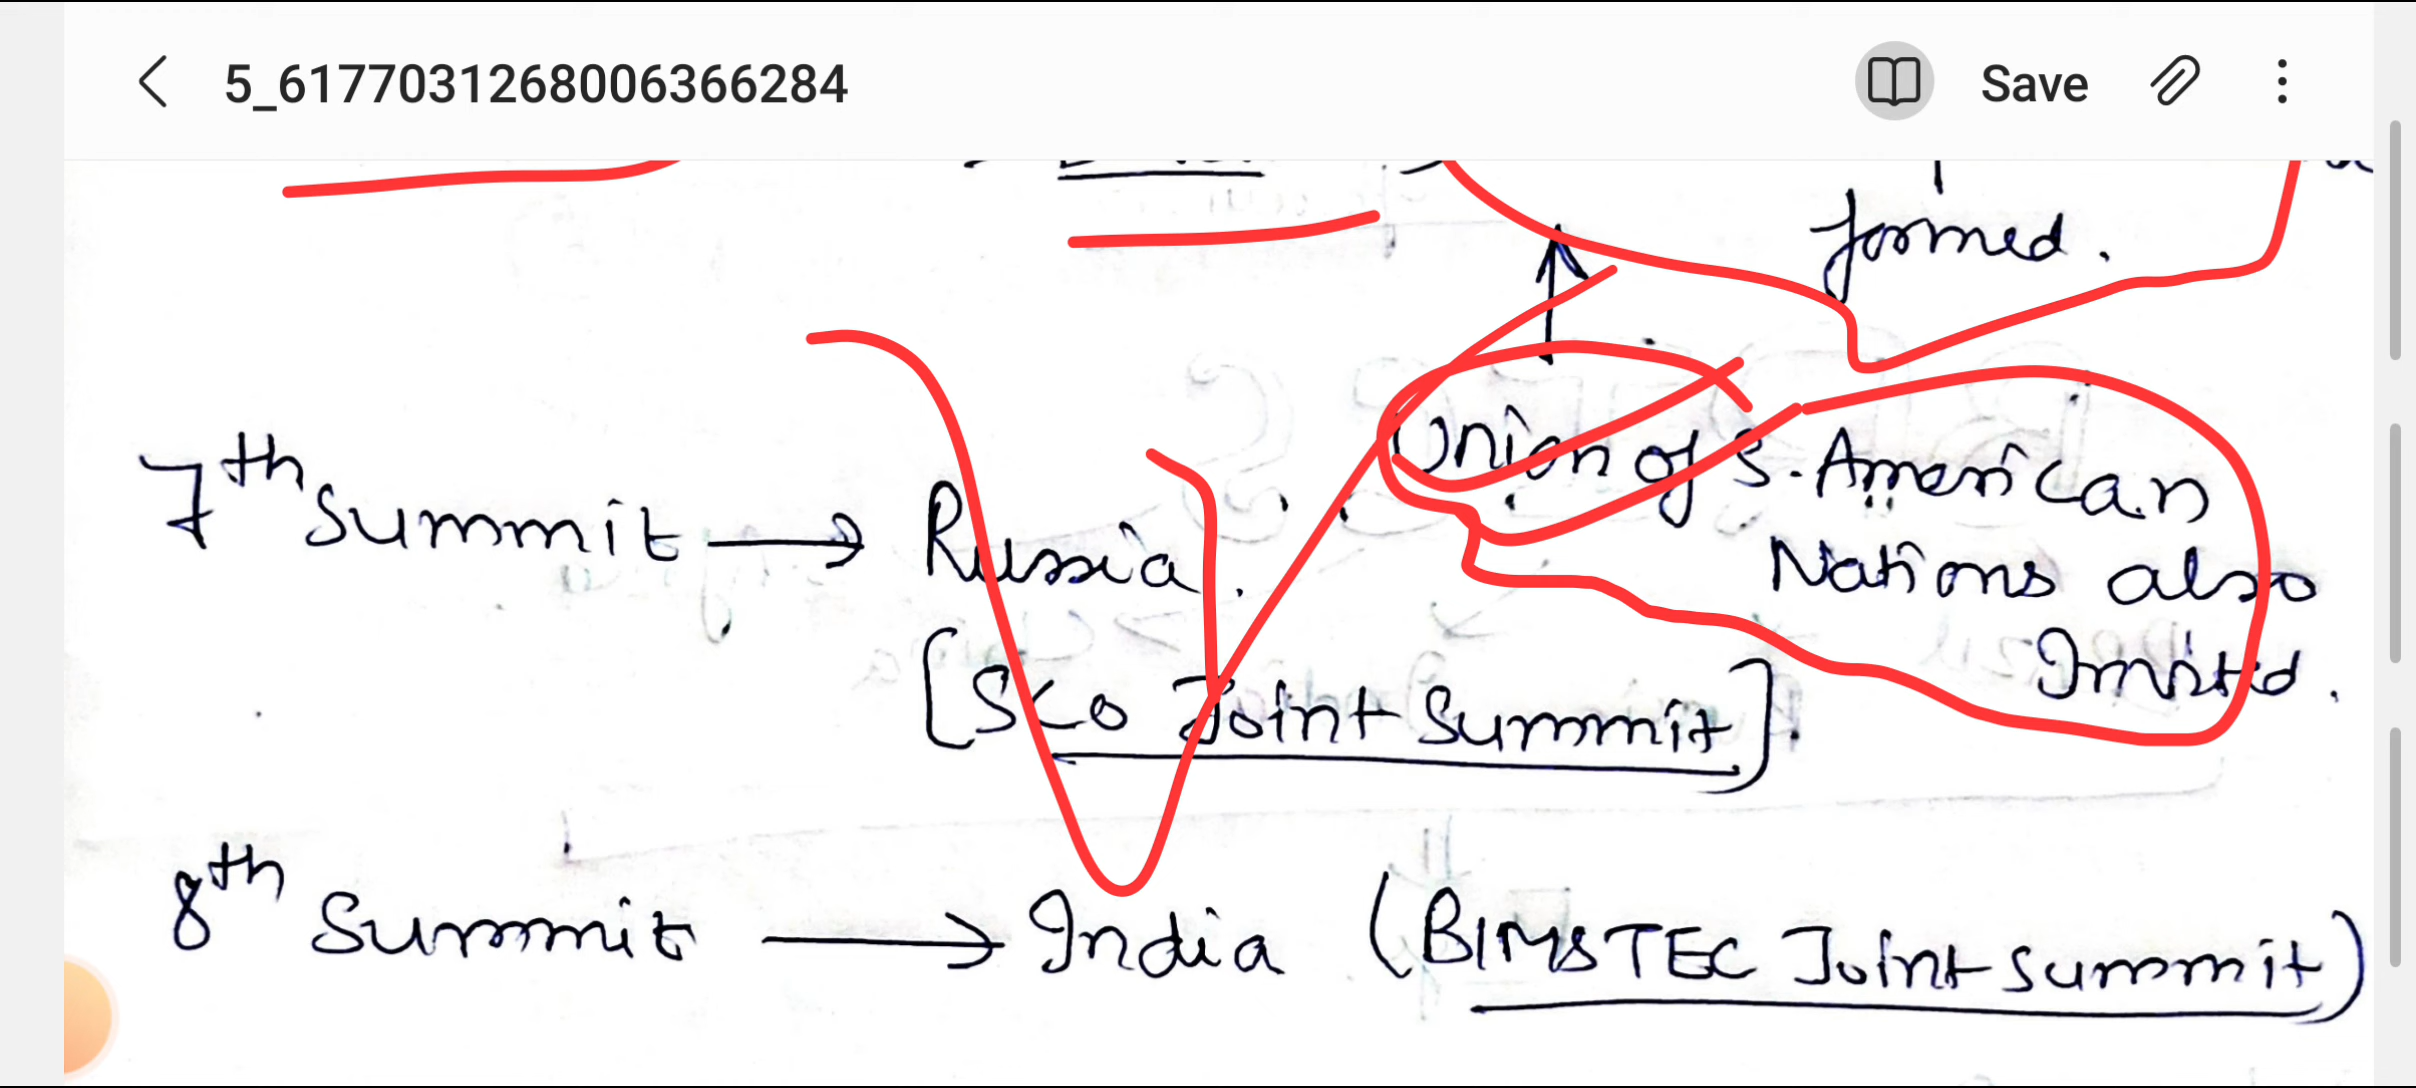 5_6177031268006366284
Save
formed.
Union of S. American
7th Summit → Russia.
Nations also
Invited.
[SCO Joint Summit]
8th Summit → India (BIMSTEC Joint Summit)